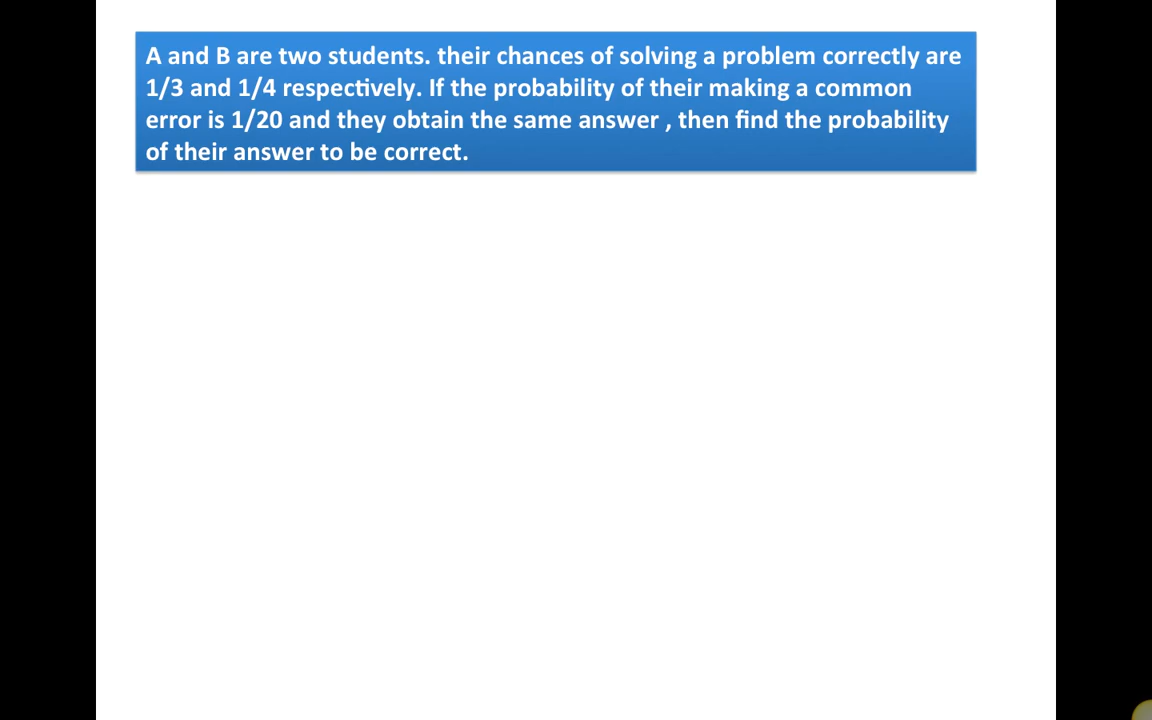 A and B are two students. their chances of solving a problem correctly are
1/3 and 1/4 respectively. If the probability of their making a common
error is 1/20 and they obtain the same answer , then find the probability
of their answer to be correct.